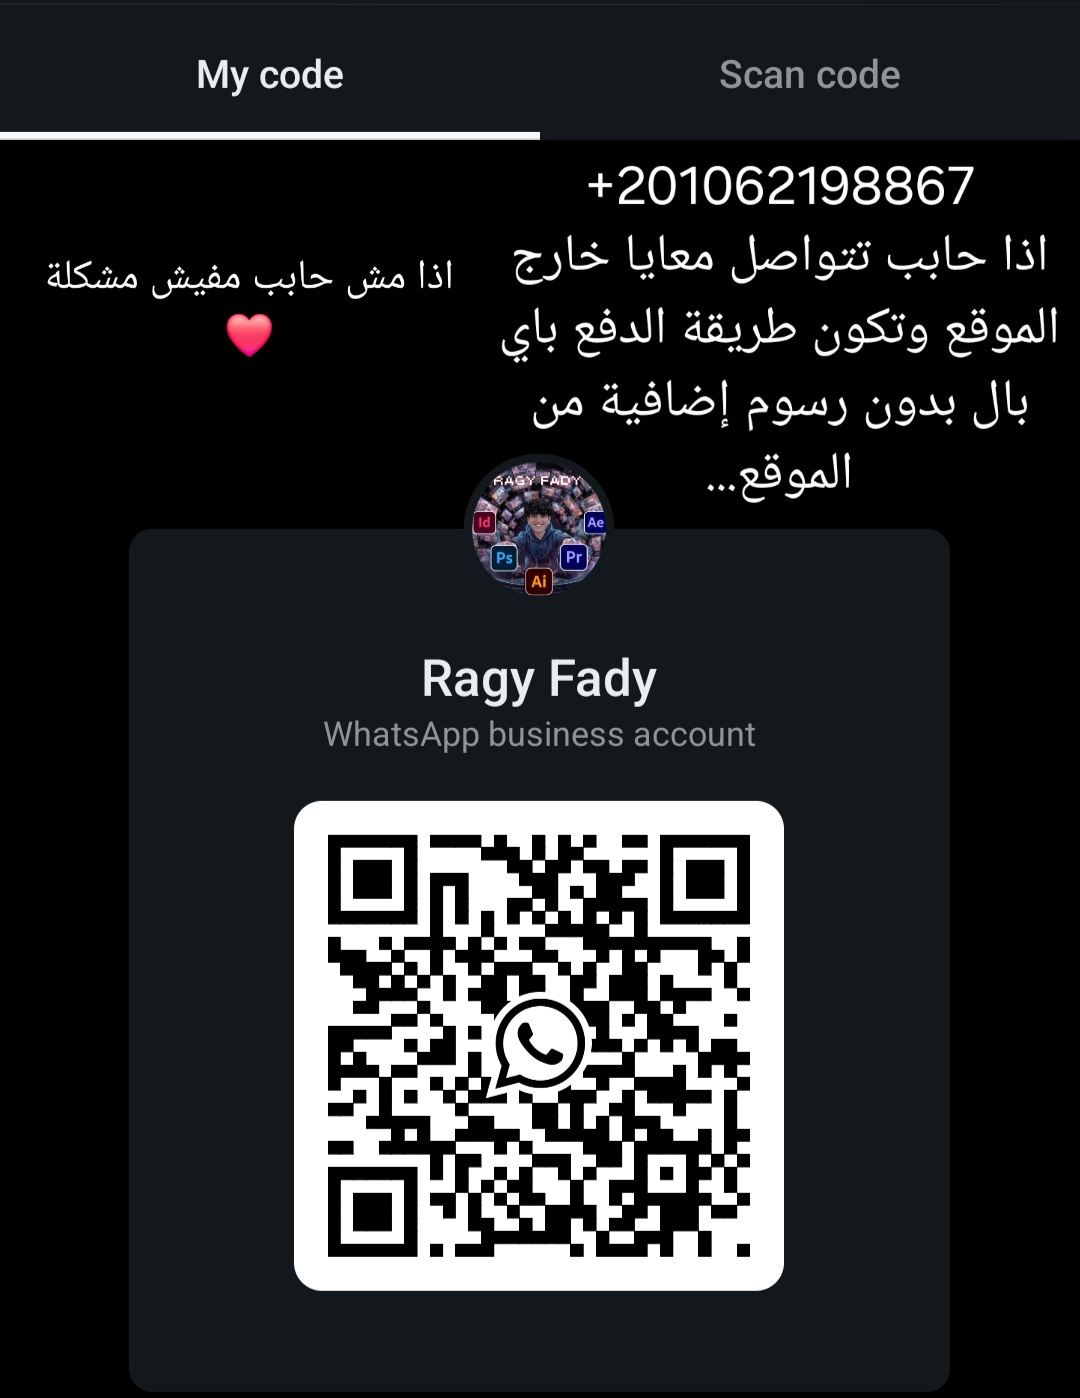 My code
Scan code
+201062198867
اذا حابب تتواصل معايا خارج
الموقع وتكون طريقة الدفع باي
بال بدون رسوم إضافية من
الموقع...
اذا مش حابب مفيش مشكلة
❤️
RAGY FADY
Id
Ae
Ps
Pr
Ai
Ragy Fady
WhatsApp business account